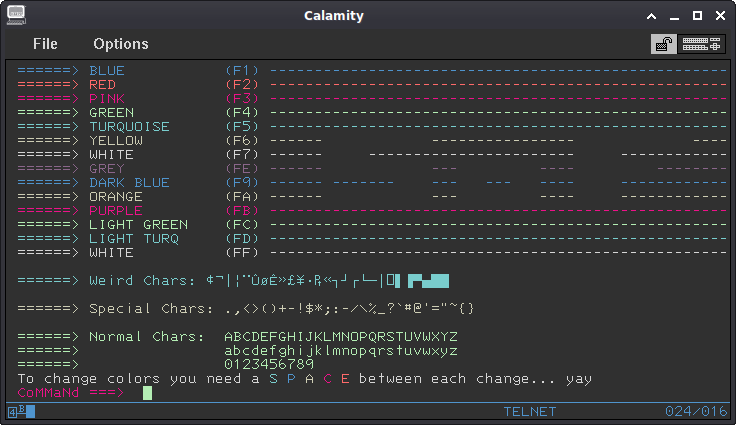 Calamity
File Options
======> BLUE (F1) ---------------------------------------------------
======> RED (F2) ---------------------------------------------------
======> PINK (F3) ---------------------------------------------------
======> GREEN (F4) ---------------------------------------------------
======> TURQUOISE (F5) ---------------------------------------------------
======> YELLOW (F6) ------ ---------------- ----
======> WHITE (F7) ------ -------------- ------------
======> GREY (FE) ------ --- ---- ------------
======> DARK BLUE (F9) ------ ------- --- --- ---- ------------
======> ORANGE (FA) ------ --- ---- ------------
======> PURPLE (FB) ---------------------------------------------------
======> LIGHT GREEN (FC) ---------------------------------------------------
======> LIGHT TURQ (FD) ---------------------------------------------------
======> WHITE (FF) ---------------------------------------------------
======> Weird Chars: ¢¬|¦¨ÛøÊ»£¥·₧«┐┘┌└─│
======> Special Chars: .,<>()+-!$*;:-/\%_?`#@'="~{}
======> Normal Chars: ABCDEFGHIJKLMNOPQRSTUVWXYZ
======> abcdefghijklmnopqrstuvwxyz
======> 0123456789
To change colors you need a S P A C E between each change... yay
CoMMaNd ===>
4 B TELNET 024/016